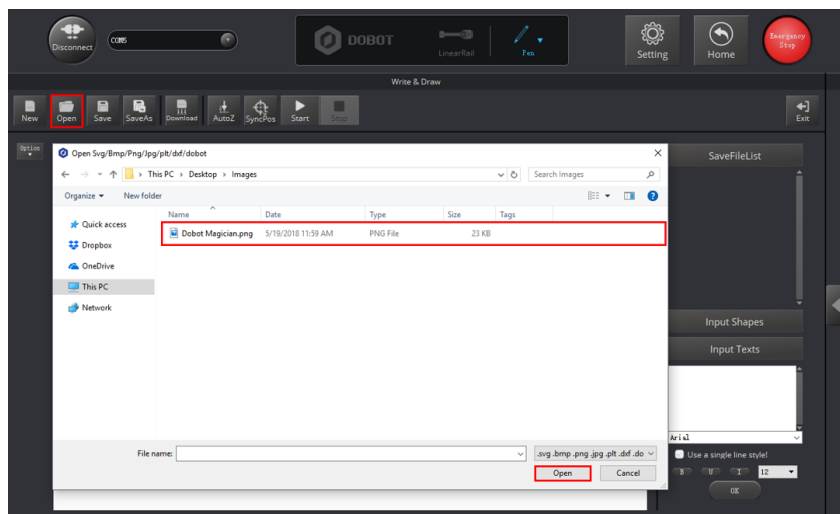 Disconnect
COM5
DOBOT
LinearRail
Pen
Setting
Home
Emergency
Stop
Write & Draw
New
Open
Save
SaveAs
Download
AutoZ
SyncPos
Start
Stop
Exit
Option
Open Svg/Bmp/Png/Jpg/plt/dxf/dobot
This PC > Desktop > Images
Search Images
Organize
New folder
Name
Date
Type
Size
Tags
Dobot Magician.png 5/19/2018 11:59 AM PNG File 23 KB
Quick access
Dropbox
OneDrive
This PC
Network
SaveFileList
Input Shapes
Input Texts
Arial
Use a single line style!
B U I 12
OK
File name:
.svg .bmp .png .jpg .plt .dxf .do
Open
Cancel